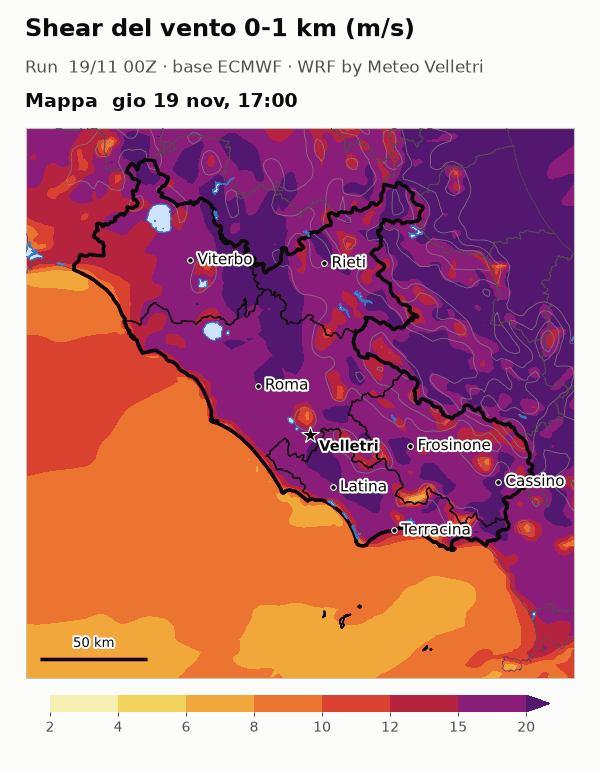 Shear del vento 0-1 km (m/s)
Run  19/11 00Z · base ECMWF · WRF by Meteo Velletri
Mappa  gio 19 nov, 17:00
Viterbo
Rieti
Roma
Velletri
Frosinone
Latina
Cassino
Terracina
50 km
2 4 6 8 10 12 15 20